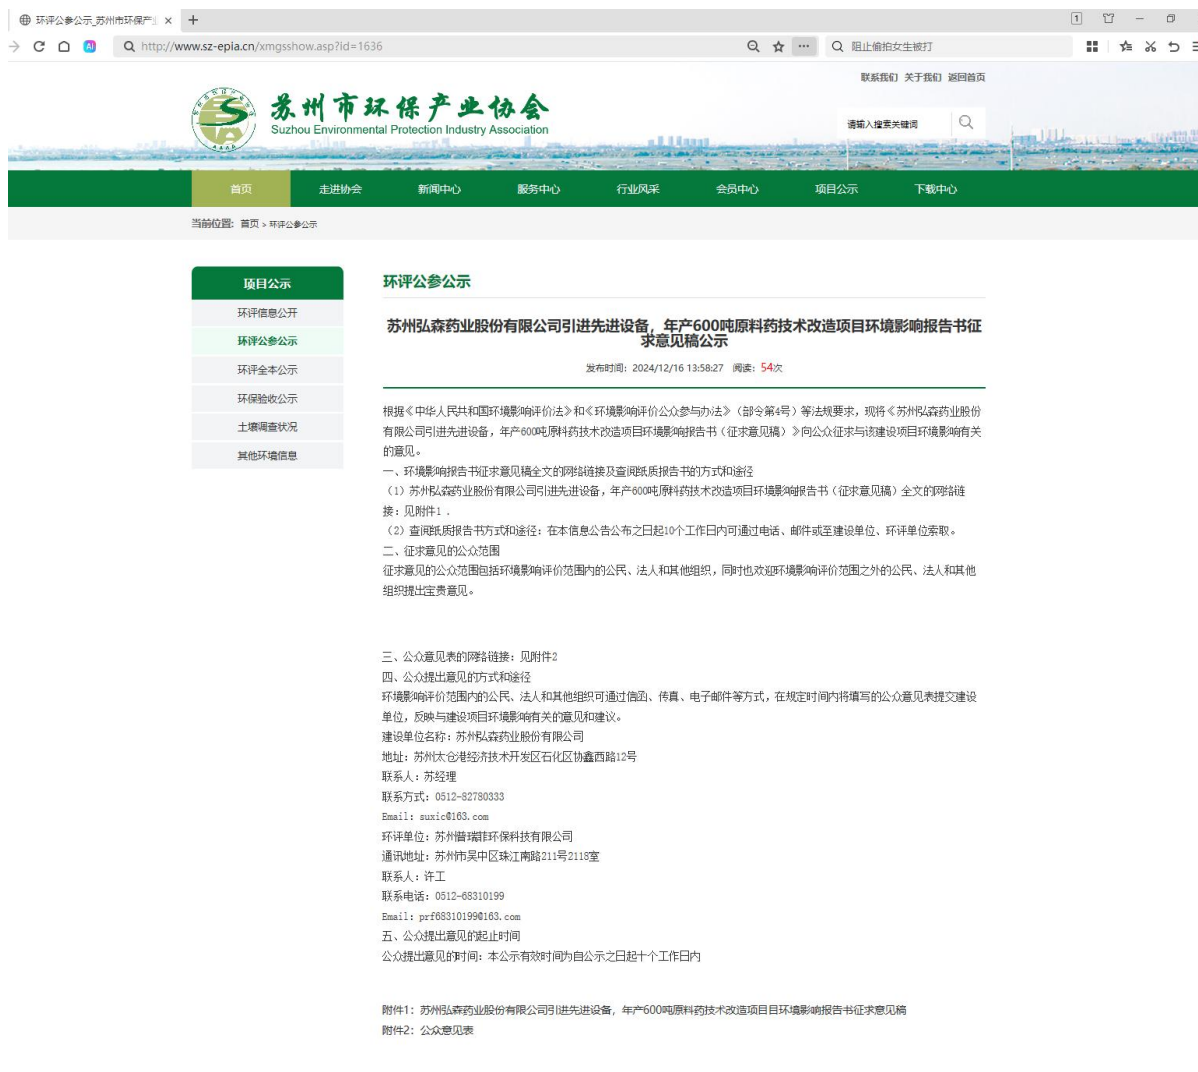 环评公参公示_苏州市环保产业
http://www.sz-epia.cn/xmgsshow.asp?id=1636
阻止偷拍女生被打
联系我们 关于我们 返回首页
苏州市环保产业协会
Suzhou Environmental Protection Industry Association
请输入搜索关键词
首页 走进协会 新闻中心 服务中心 行业风采 会员中心 项目公示 下载中心
当前位置：首页 > 环评公参公示
项目公示
环评信息公开
环评公参公示
环评全本公示
环保验收公示
土壤调查状况
其他环境信息
环评公参公示
苏州弘森药业股份有限公司引进先进设备，年产600吨原料药技术改造项目环境影响报告书征
求意见稿公示
发布时间：2024/12/16 13:58:27 阅读：54次
根据《中华人民共和国环境影响评价法》和《环境影响评价公众参与办法》（部令第4号）等法规要求，现将《苏州弘森药业股份
有限公司引进先进设备，年产600吨原料药技术改造项目环境影响报告书（征求意见稿）》向公众征求与该建设项目环境影响有关
的意见。
一、环境影响报告书征求意见稿全文的网络链接及查阅纸质报告书的方式和途径
（1）苏州弘森药业股份有限公司引进先进设备，年产600吨原料药技术改造项目环境影响报告书（征求意见稿）全文的网络链
接：见附件1．
（2）查阅纸质报告书方式和途径：在本信息公告公布之日起10个工作日内可通过电话、邮件或至建设单位、环评单位索取。
二、征求意见的公众范围
征求意见的公众范围包括环境影响评价范围内的公民、法人和其他组织，同时也欢迎环境影响评价范围之外的公民、法人和其他
组织提出宝贵意见。
三、公众意见表的网络链接：见附件2
四、公众提出意见的方式和途径
环境影响评价范围内的公民、法人和其他组织可通过信函、传真、电子邮件等方式，在规定时间内将填写的公众意见表提交建设
单位，反映与建设项目环境影响有关的意见和建议。
建设单位名称：苏州弘森药业股份有限公司
地址：苏州太仓港经济技术开发区石化区协鑫西路12号
联系人：苏经理
联系方式：0512-82780333
Email：suxic@163.com
环评单位：苏州普瑞菲环保科技有限公司
通讯地址：苏州市吴中区珠江南路211号2118室
联系人：许工
联系电话：0512-68310199
Email：prf68310199@163.com
五、公众提出意见的起止时间
公众提出意见的时间：本公示有效时间为自公示之日起十个工作日内
附件1：苏州弘森药业股份有限公司引进先进设备，年产600吨原料药技术改造项目目环境影响报告书征求意见稿
附件2：公众意见表